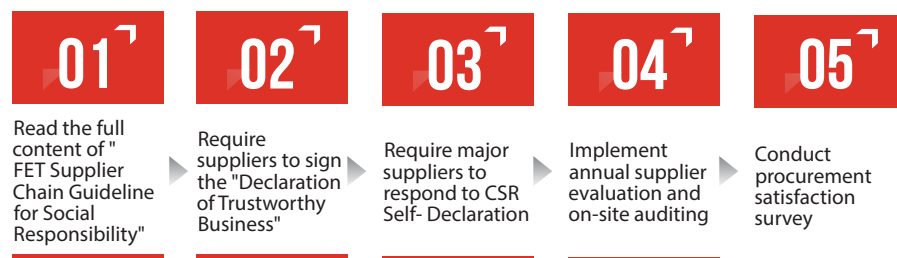 01
Read the full
content of "
FET Supplier
Chain Guideline
for Social
Responsibility"
02
Require
suppliers to sign
the "Declaration
of Trustworthy
Business"
03
Require major
suppliers to
respond to CSR
Self- Declaration
04
Implement
annual supplier
evaluation and
on-site auditing
05
Conduct
procurement
satisfaction
survey